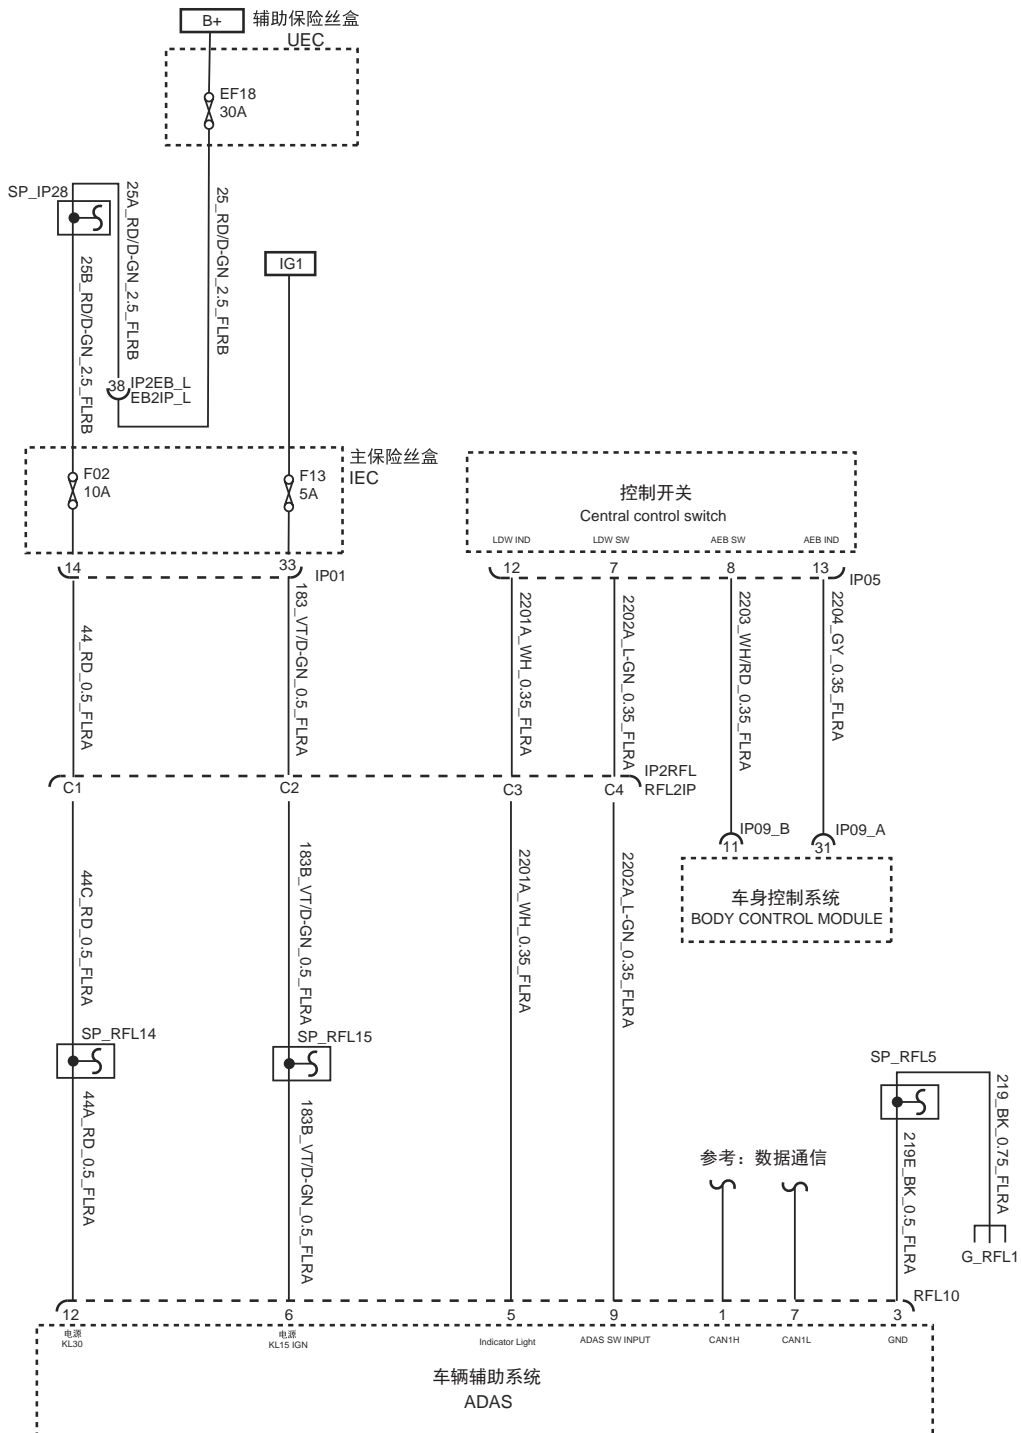 B+
辅助保险丝盒
UEC
EF18
30A
SP_IP28
25A_RD/D-GN_2.5_FLRB
25_RD/D-GN_2.5_FLRB
25B_RD/D-GN_2.5_FLRB
IG1
38
IP2EB_L
EB2IP_L
主保险丝盒
IEC
F02
10A
F13
5A
控制开关
Central control switch
LDW IND
LDW SW
AEB SW
AEB IND
14
33
IP01
12
7
8
13
IP05
44_RD_0.5_FLRA
183_VT/D-GN_0.5_FLRA
2201A_WH_0.35_FLRA
2202A_L-GN_0.35_FLRA
2203_WH/RD_0.35_FLRA
2204_GY_0.35_FLRA
C1
C2
C3
C4
IP2RFL
RFL2IP
IP09_B
11
IP09_A
31
车身控制系统
BODY CONTROL MODULE
44C_RD_0.5_FLRA
183B_VT/D-GN_0.5_FLRA
2201A_WH_0.35_FLRA
2202A_L-GN_0.35_FLRA
SP_RFL14
SP_RFL15
SP_RFL5
44A_RD_0.5_FLRA
183B_VT/D-GN_0.5_FLRA
参考：数据通信
219E_BK_0.5_FLRA
219_BK_0.75_FLRA
G_RFL1
RFL10
12
6
5
9
1
7
3
电源
KL30
电源
KL15 IGN
Indicator Light
ADAS SW INPUT
CAN1H
CAN1L
GND
车辆辅助系统
ADAS